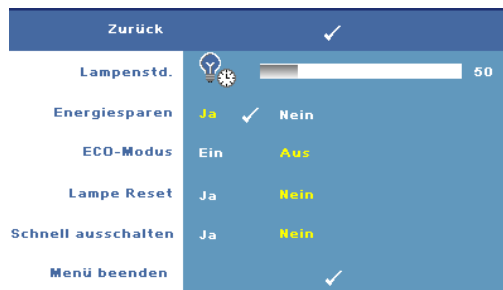 Zurück
Lampenstd. 50
Energiesparen Ja Nein
ECO-Modus Ein Aus
Lampe Reset Ja Nein
Schnell ausschalten Ja Nein
Menü beenden